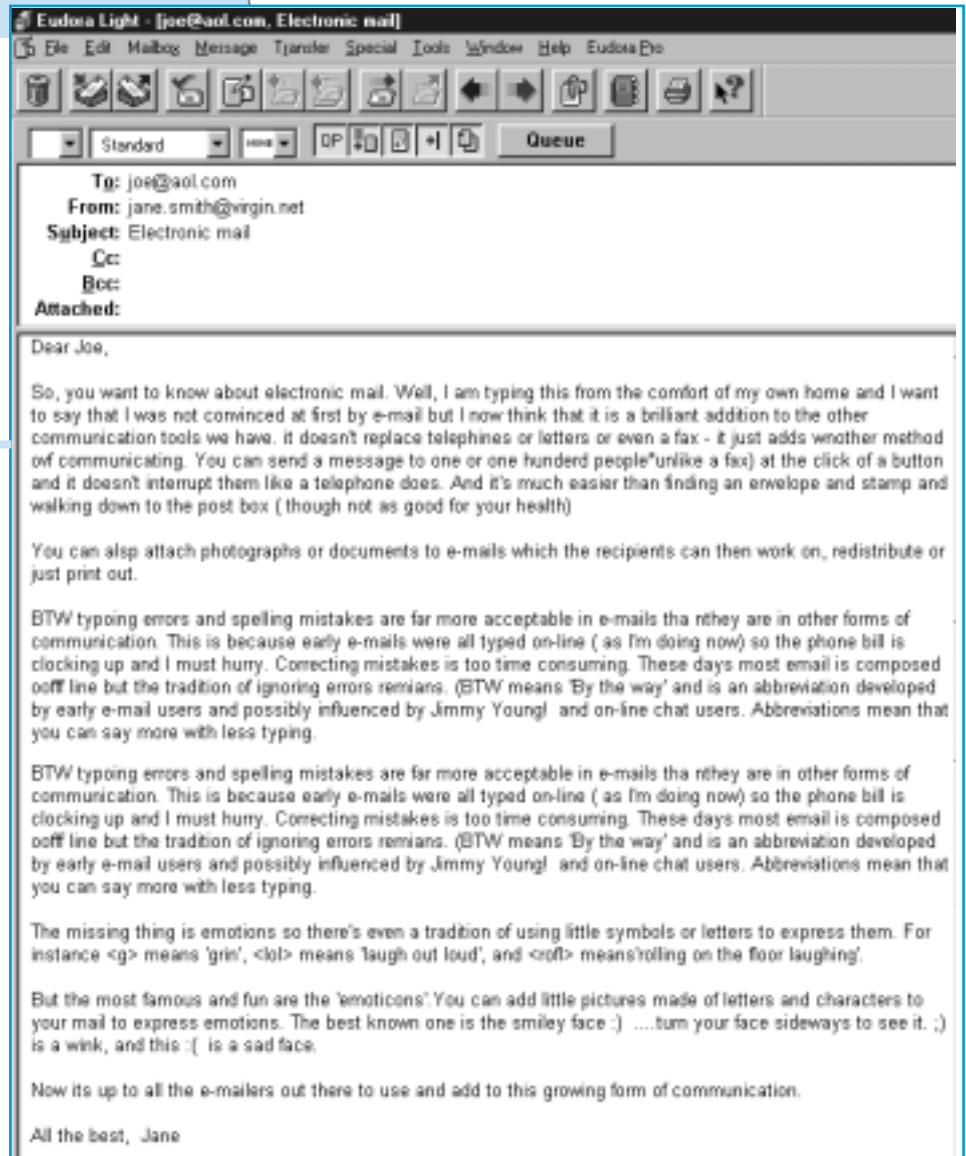 Eudora Light - [joe@aol.com, Electronic mail]
File Edit Mailbox Message Transfer Special Tools Window Help Eudora Pro
Standard QP Queue
To: joe@aol.com
From: jane.smith@virgin.net
Subject: Electronic mail
Cc:
Bcc:
Attached:
Dear Joe,
So, you want to know about electronic mail. Well, I am typing this from the comfort of my own home and I want
to say that I was not convinced at first by e-mail but I now think that it is a brilliant addition to the other
communication tools we have. it doesn't replace telephines or letters or even a fax - it just adds wnother method
owf communicating. You can send a message to one or one hunderd people"unlike a fax) at the click of a button
and it doesn't interrupt them like a telephone does. And it's much easier than finding an envelope and stamp and
walking down to the post box ( though not as good for your health)
You can alsp attach photographs or documents to e-mails which the recipients can then work on, redistribute or
just print out.
BTW typoing errors and spelling mistakes are far more acceptable in e-mails tha nthey are in other forms of
communication. This is because early e-mails were all typed on-line ( as I'm doing now) so the phone bill is
clocking up and I must hurry. Correcting mistakes is too time consuming. These days most email is composed
ooff line but the tradition of ignoring errors remians. (BTW means 'By the way' and is an abbreviation developed
by early e-mail users and possibly influenced by Jimmy Young! and on-line chat users. Abbreviations mean that
you can say more with less typing.
BTW typoing errors and spelling mistakes are far more acceptable in e-mails tha nthey are in other forms of
communication. This is because early e-mails were all typed on-line ( as I'm doing now) so the phone bill is
clocking up and I must hurry. Correcting mistakes is too time consuming. These days most email is composed
ooff line but the tradition of ignoring errors remians. (BTW means 'By the way' and is an abbreviation developed
by early e-mail users and possibly influenced by Jimmy Young! and on-line chat users. Abbreviations mean that
you can say more with less typing.
The missing thing is emotions so there's even a tradition of using little symbols or letters to express them. For
instance <g> means 'grin', <lol> means 'laugh out loud', and <rofl> means'rolling on the floor laughing'.
But the most famous and fun are the 'emoticons".You can add little pictures made of letters and characters to
your mail to express emotions. The best known one is the smiley face :) ....turn your face sideways to see it. ;)
is a wink, and this :( is a sad face.
Now its up to all the e-mailers out there to use and add to this growing form of communication.
All the best, Jane